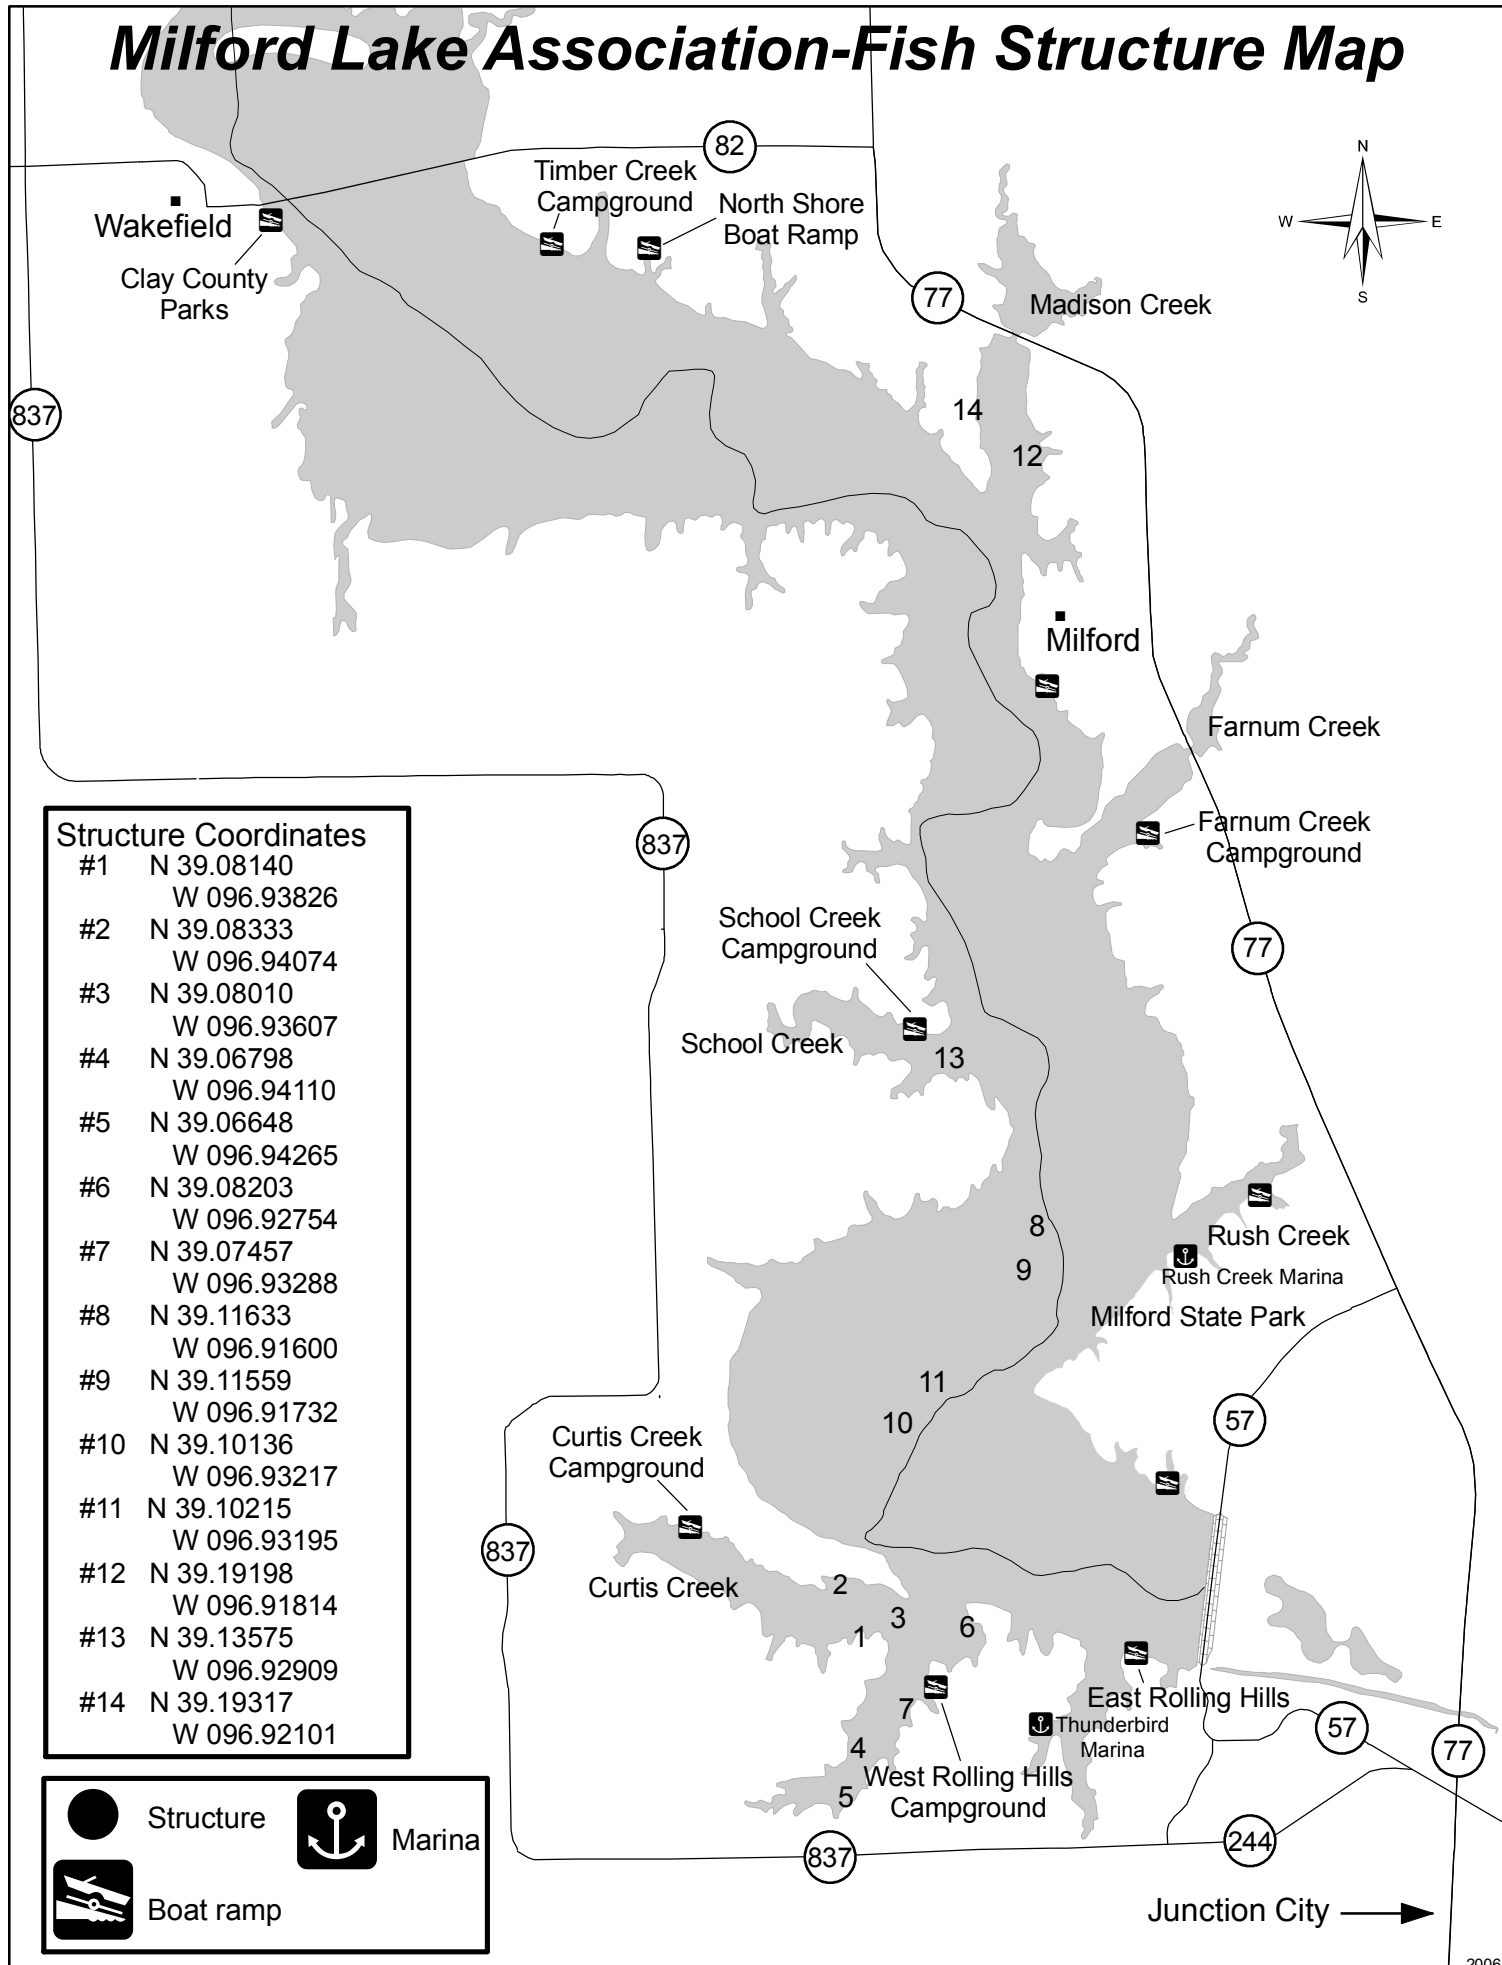 Milford Lake Association-Fish Structure Map
82
Timber Creek
Campground
North Shore
Boat Ramp
Wakefield
Clay County
Parks
N
W
E
S
77
Madison Creek
837
14
12
Milford
Farnum Creek
Farnum Creek
Campground
837
77
School Creek
Campground
School Creek
13
8
9
Rush Creek
Rush Creek Marina
Milford State Park
11
10
57
Curtis Creek
Campground
837
Curtis Creek
2
3
1
6
East Rolling Hills
7
Thunderbird
Marina
4
5
West Rolling Hills
Campground
57
77
837
244
Junction City
2006
Structure Coordinates
#1 N 39.08140
W 096.93826
#2 N 39.08333
W 096.94074
#3 N 39.08010
W 096.93607
#4 N 39.06798
W 096.94110
#5 N 39.06648
W 096.94265
#6 N 39.08203
W 096.92754
#7 N 39.07457
W 096.93288
#8 N 39.11633
W 096.91600
#9 N 39.11559
W 096.91732
#10 N 39.10136
W 096.93217
#11 N 39.10215
W 096.93195
#12 N 39.19198
W 096.91814
#13 N 39.13575
W 096.92909
#14 N 39.19317
W 096.92101
Structure
Marina
Boat ramp